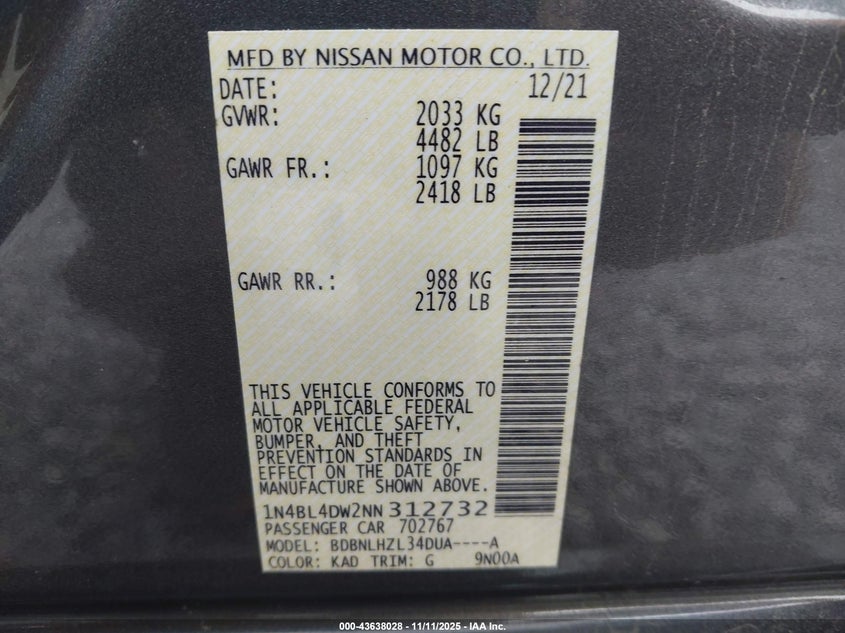 MFD BY NISSAN MOTOR CO., LTD.
DATE: 12/21
GVWR: 2033 KG
4482 LB
GAWR FR.: 1097 KG
2418 LB
GAWR RR.: 988 KG
2178 LB
THIS VEHICLE CONFORMS TO
ALL APPLICABLE FEDERAL
MOTOR VEHICLE SAFETY,
BUMPER, AND THEFT
PREVENTION STANDARDS IN
EFFECT ON THE DATE OF
MANUFACTURE SHOWN ABOVE.
1N4BL4DW2NN312732
PASSENGER CAR 702767
MODEL: BDBNLHZL34DUA----A
COLOR: KAD TRIM: G 9N00A
000-43638028 - 11/11/2025 - IAA Inc.